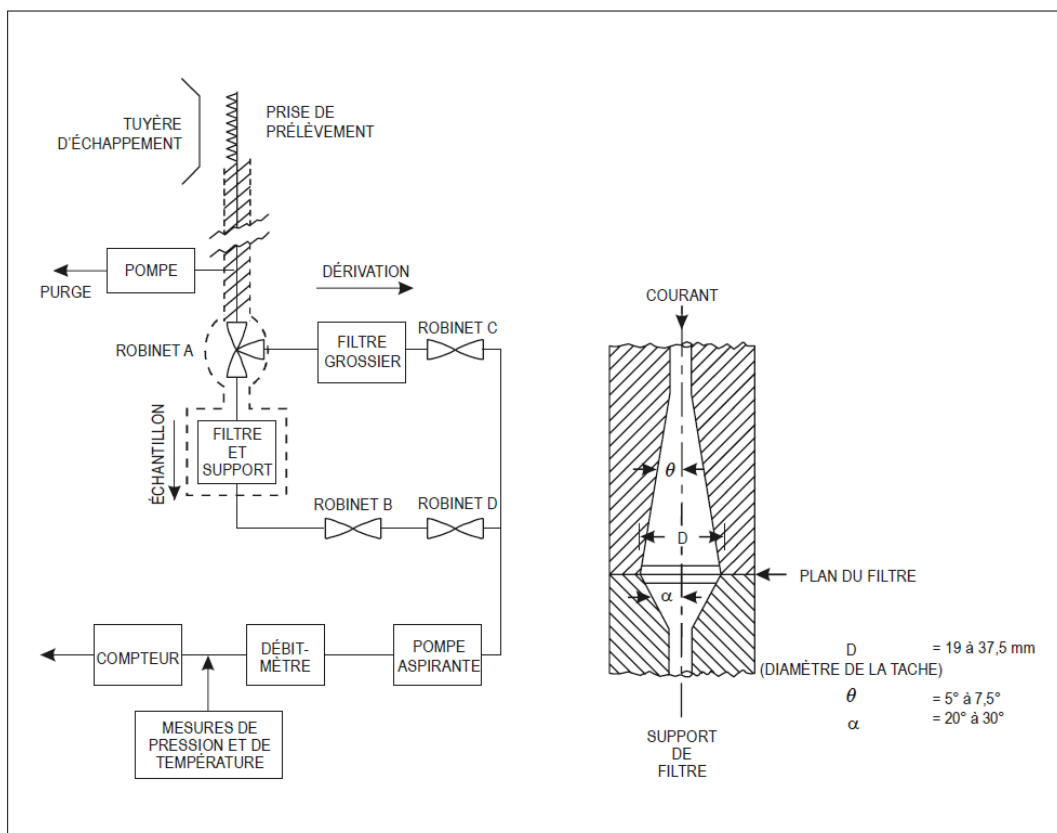 TUYÈRE
D'ÉCHAPPEMENT
PRISE DE
PRÉLÈVEMENT
POMPE
PURGE
DÉRIVATION
ROBINET A
FILTRE
GROSSIER
ROBINET C
ÉCHANTILLON
FILTRE
ET
SUPPORT
ROBINET B
ROBINET D
COMPTEUR
DÉBIT-
MÈTRE
POMPE
ASPIRANTE
MESURES DE
PRESSION ET DE
TEMPÉRATURE
COURANT
θ
D
PLAN DU FILTRE
α
D = 19 à 37,5 mm
(DIAMÈTRE DE LA TACHE)
θ = 5° à 7,5°
α = 20° à 30°
SUPPORT
DE
FILTRE